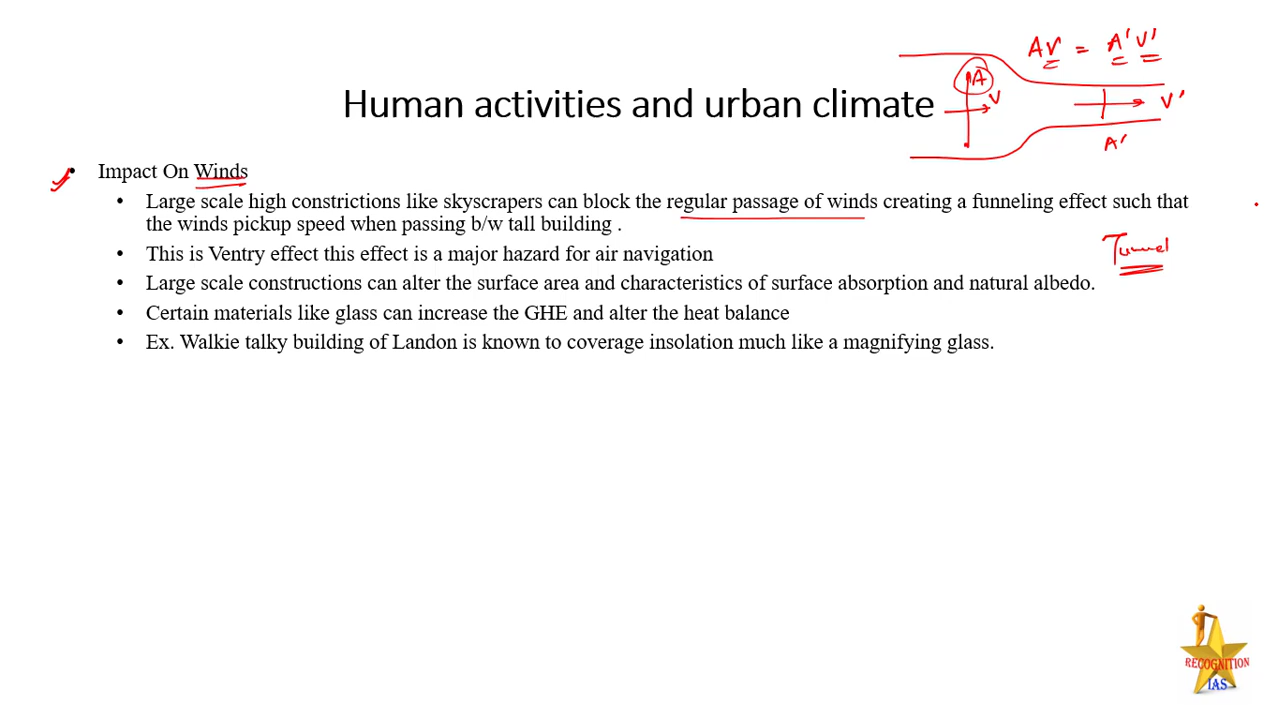 AV = A' V'
A
V
V'
A'
Human activities and urban climate
• Impact On Winds
• Large scale high constrictions like skyscrapers can block the regular passage of winds creating a funneling effect such that
the winds pickup speed when passing b/w tall building .
• This is Ventry effect this effect is a major hazard for air navigation
Tunnel
• Large scale constructions can alter the surface area and characteristics of surface absorption and natural albedo.
• Certain materials like glass can increase the GHE and alter the heat balance
• Ex. Walkie talky building of Landon is known to coverage insolation much like a magnifying glass.
RECOGNITION
IAS